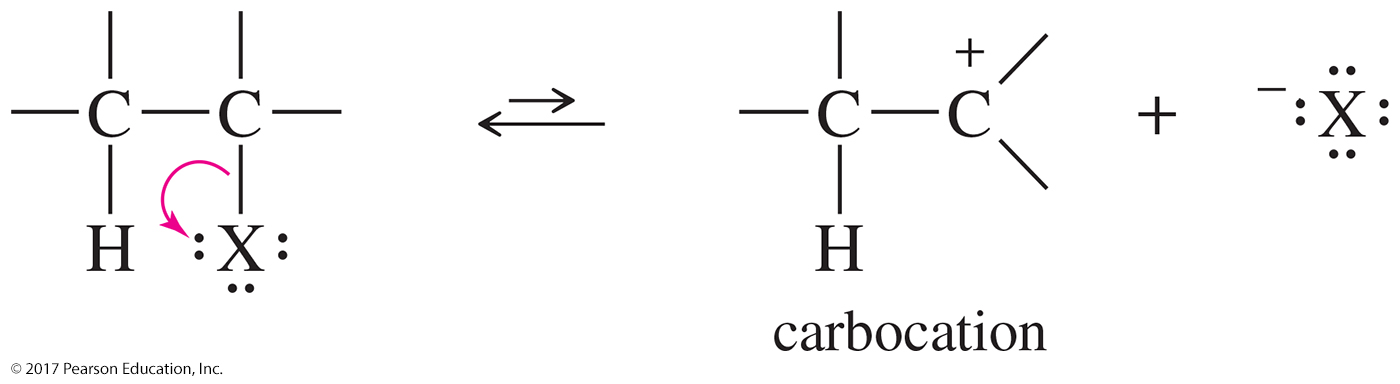 C C C C + − X
H X H
+
carbocation
© 2017 Pearson Education, Inc.